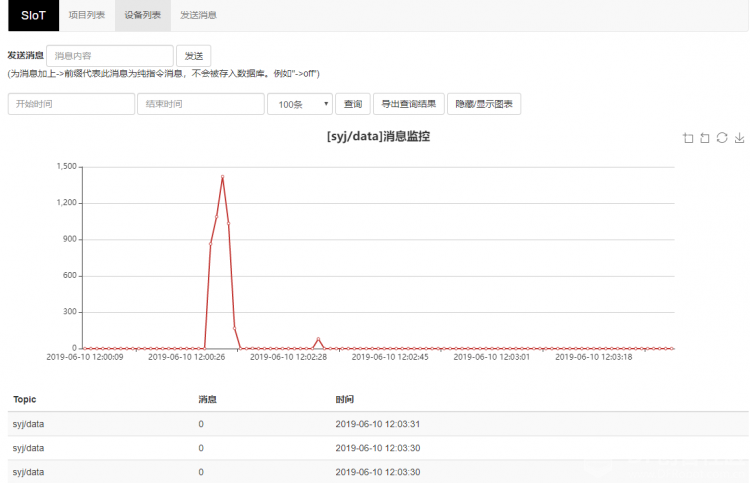 SIoT 项目列表 设备列表 发送消息
发送消息 消息内容 发送
(为消息加上->前缀代表此消息为纯指令消息，不会被存入数据库。例如"->off")
开始时间 结束时间 100条 查询 导出查询结果 隐藏/显示图表
[syj/data]消息监控
1,500
1,200
900
600
300
0
2019-06-10 12:00:09 2019-06-10 12:00:26 2019-06-10 12:02:28 2019-06-10 12:02:45 2019-06-10 12:03:01 2019-06-10 12:03:18
Topic 消息 时间
syj/data 0 2019-06-10 12:03:31
syj/data 0 2019-06-10 12:03:30
syj/data 0 2019-06-10 12:03:30